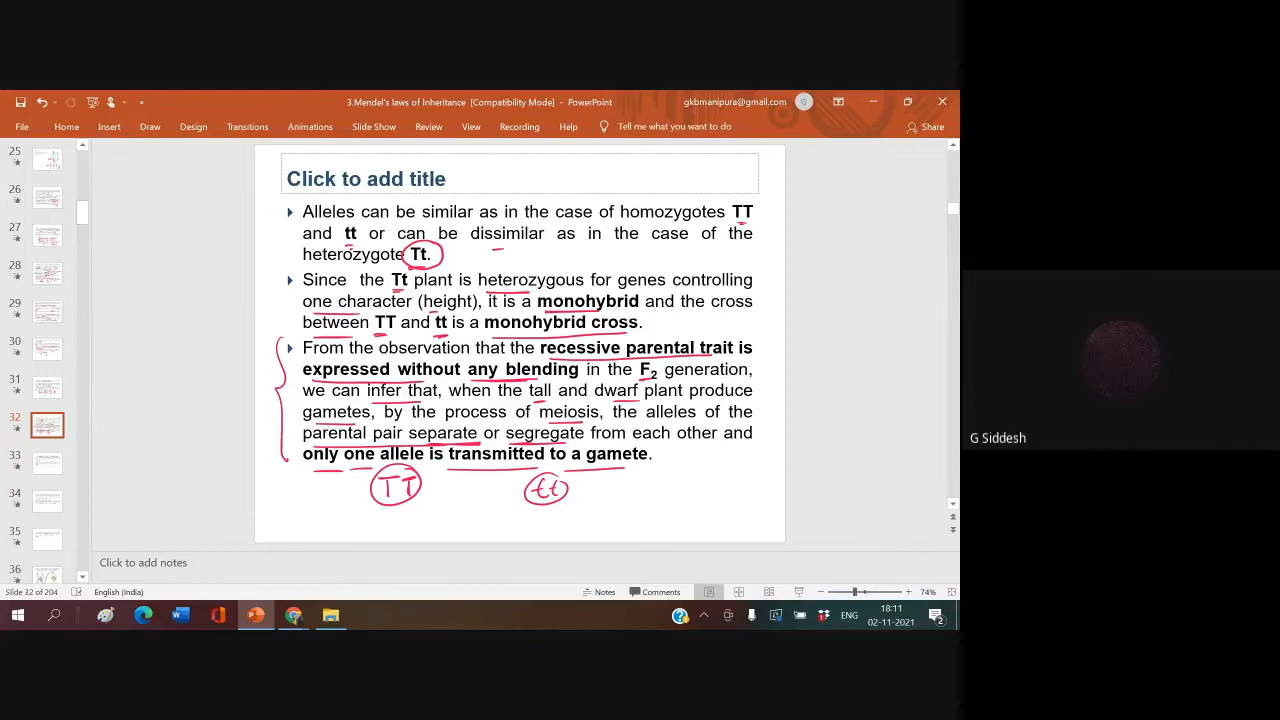 3.Mendel's laws of Inheritance [Compatibility Mode] - PowerPoint
gkbmanipura@gmail.com
G
File Home Insert Draw Design Transitions Animations Slide Show Review View Recording Help Tell me what you want to do Share
25
26
27
28
29
30
31
32
33
34
35
36
Click to add title
Alleles can be similar as in the case of homozygotes TT
and tt or can be dissimilar as in the case of the
heterozygote Tt.
Since the Tt plant is heterozygous for genes controlling
one character (height), it is a monohybrid and the cross
between TT and tt is a monohybrid cross.
From the observation that the recessive parental trait is
expressed without any blending in the F2 generation,
we can infer that, when the tall and dwarf plant produce
gametes, by the process of meiosis, the alleles of the
parental pair separate or segregate from each other and
only one allele is transmitted to a gamete.
TT tt
Click to add notes
Slide 32 of 204 English (India) Notes Comments 74%
ENG
18:11
02-11-2021
2
G Siddesh